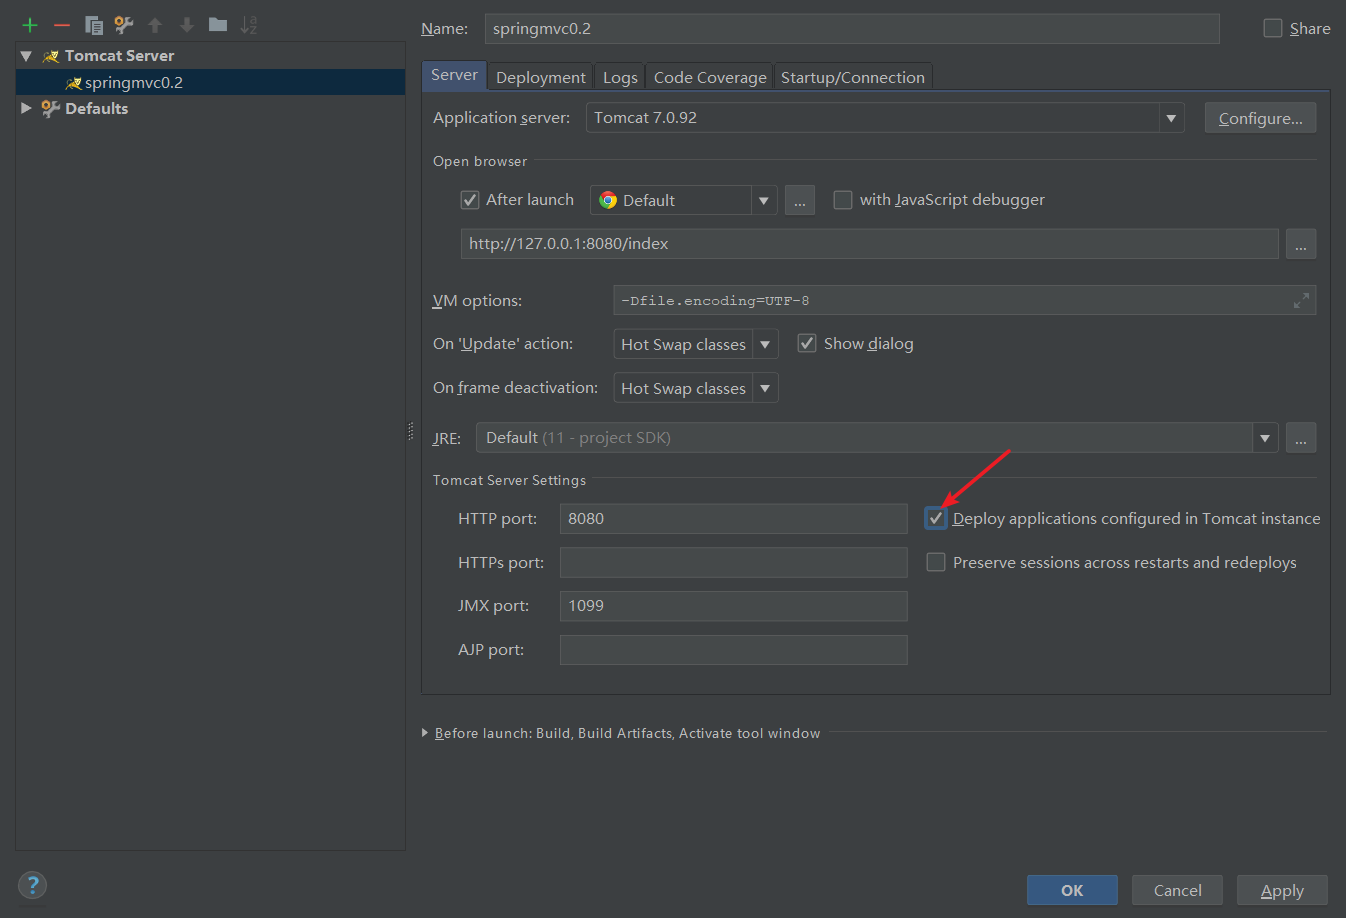 Name: springmvc0.2 Share
Tomcat Server
springmvc0.2
Defaults
Server Deployment Logs Code Coverage Startup/Connection
Application server: Tomcat 7.0.92 Configure...
Open browser
After launch Default ... with JavaScript debugger
http://127.0.0.1:8080/index ...
VM options: -Dfile.encoding=UTF-8
On 'Update' action: Hot Swap classes Show dialog
On frame deactivation: Hot Swap classes
JRE: Default (11 - project SDK) ...
Tomcat Server Settings
HTTP port: 8080 Deploy applications configured in Tomcat instance
HTTPs port: Preserve sessions across restarts and redeploys
JMX port: 1099
AJP port:
Before launch: Build, Build Artifacts, Activate tool window
? OK Cancel Apply